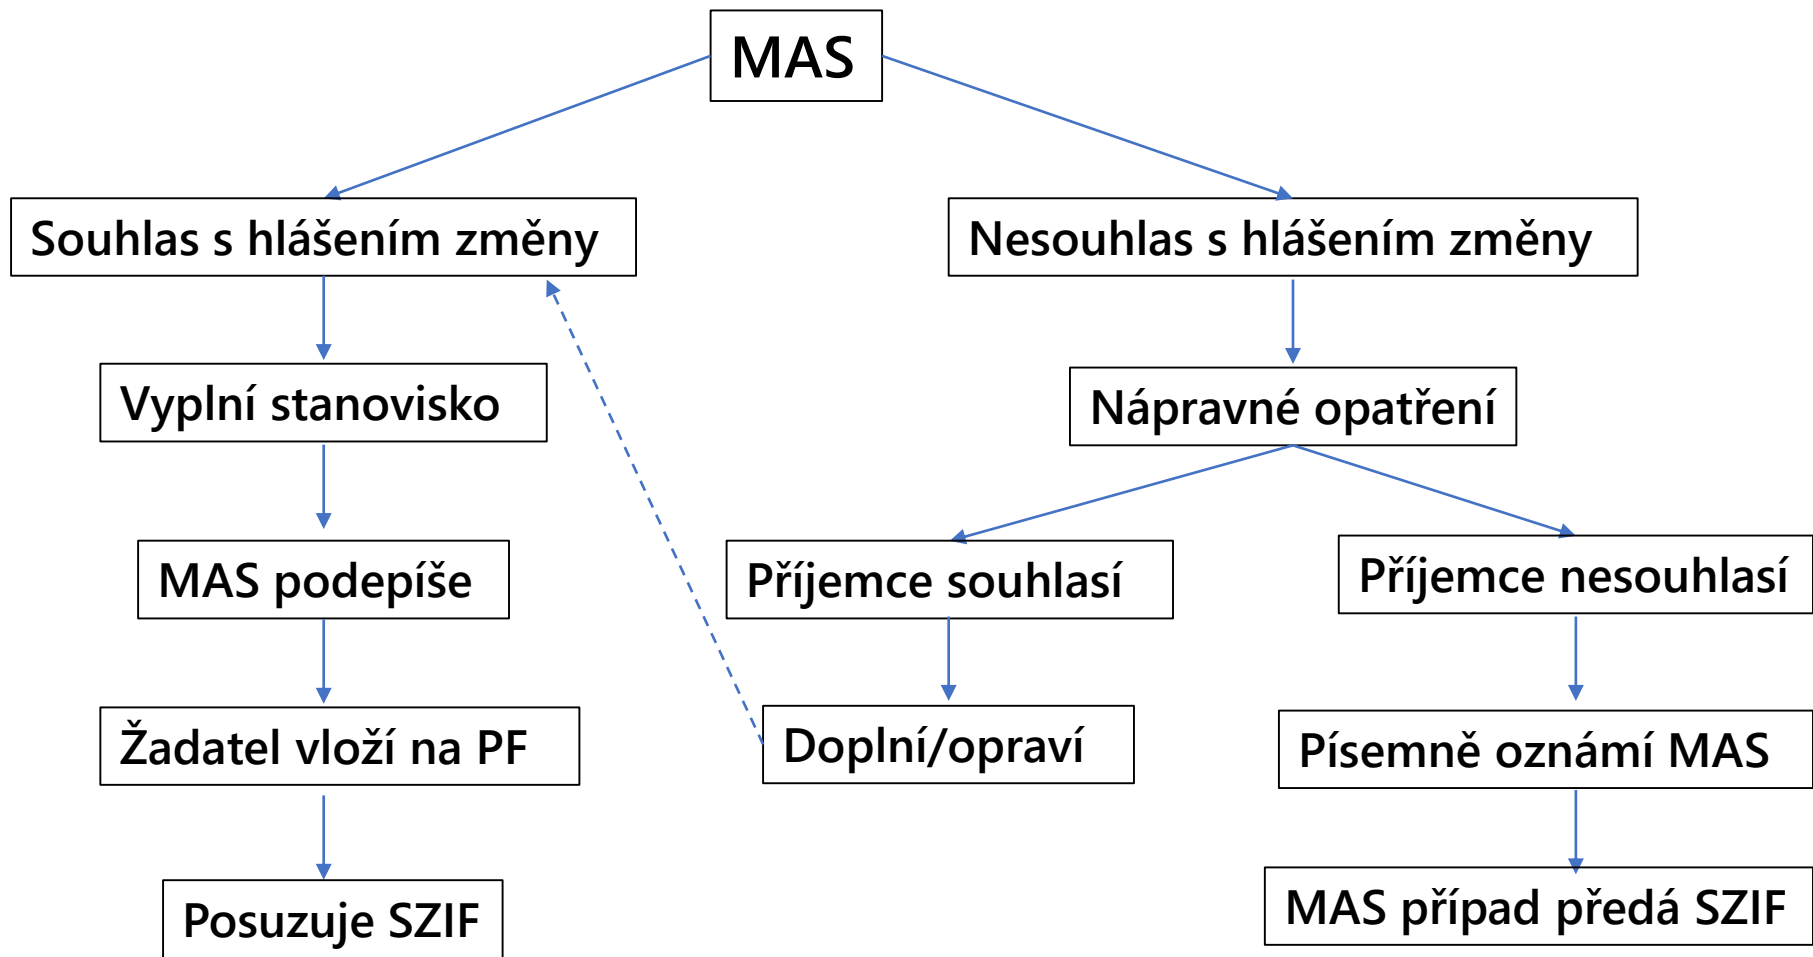 MAS
Souhlas s hlášením změny
Nesouhlas s hlášením změny
Vyplní stanovisko
Nápravné opatření
MAS podepíše
Příjemce souhlasí
Příjemce nesouhlasí
Žadatel vloží na PF
Doplní/opraví
Písemně oznámí MAS
Posuzuje SZIF
MAS případ předá SZIF